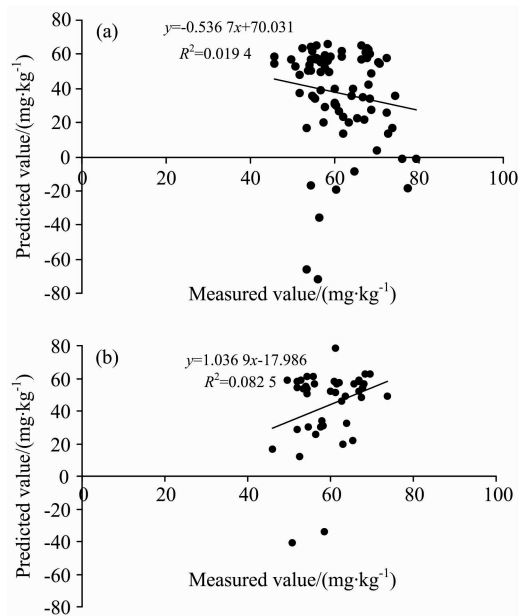 (a)
y=-0.536 7x+70.031
R²=0.019 4
Predicted value/(mg·kg⁻¹)
80
60
40
20
0
-20
-40
-60
-80
0 20 40 60 80 100
Measured value/(mg·kg⁻¹)
(b)
y=1.036 9x-17.986
R²=0.082 5
Predicted value/(mg·kg⁻¹)
80
60
40
20
0
-20
-40
-60
-80
0 20 40 60 80 100
Measured value/(mg·kg⁻¹)